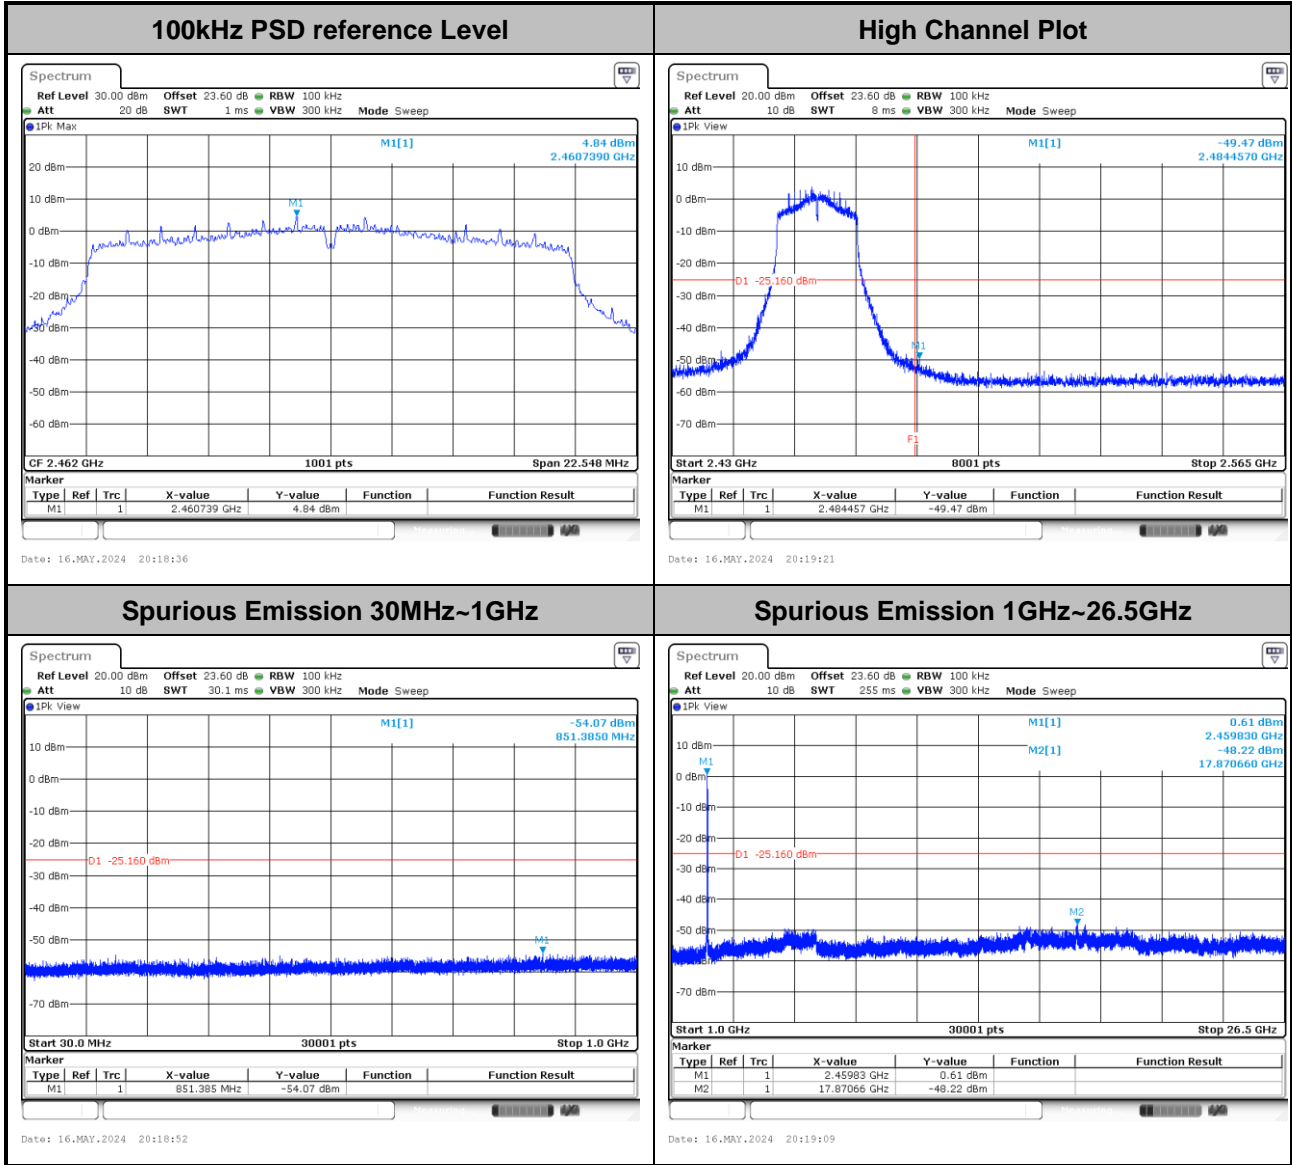 100kHz PSD reference Level
Spectrum
Ref Level 30.00 dBm Offset 23.60 dB RBW 100 kHz
Att 20 dB SWT 1 ms VBW 300 kHz Mode Sweep
1Pk Max
M1[1] 4.84 dBm
2.4607390 GHz
20 dBm
10 dBm
M1
0 dBm
-10 dBm
-20 dBm
-30 dBm
-40 dBm
-50 dBm
-60 dBm
CF 2.462 GHz 1001 pts Span 22.548 MHz
Marker
Type Ref Trc X-value Y-value Function Function Result
M1 1 2.460739 GHz 4.84 dBm
Date: 16.MAY.2024 20:18:36
High Channel Plot
Spectrum
Ref Level 20.00 dBm Offset 23.60 dB RBW 100 kHz
Att 10 dB SWT 8 ms VBW 300 kHz Mode Sweep
1Pk View
M1[1] -49.47 dBm
2.4844570 GHz
10 dBm
0 dBm
-10 dBm
-20 dBm
D1 -25.160 dBm
-30 dBm
-40 dBm
M1
-50 dBm
-60 dBm
-70 dBm
F1
Start 2.43 GHz 8001 pts Stop 2.565 GHz
Marker
Type Ref Trc X-value Y-value Function Function Result
M1 1 2.484457 GHz -49.47 dBm
Date: 16.MAY.2024 20:19:21
Spurious Emission 30MHz~1GHz
Spectrum
Ref Level 20.00 dBm Offset 23.60 dB RBW 100 kHz
Att 10 dB SWT 30.1 ms VBW 300 kHz Mode Sweep
1Pk View
M1[1] -54.07 dBm
851.3850 MHz
10 dBm
0 dBm
-10 dBm
-20 dBm
D1 -25.160 dBm
-30 dBm
-40 dBm
-50 dBm
M1
-70 dBm
Start 30.0 MHz 30001 pts Stop 1.0 GHz
Marker
Type Ref Trc X-value Y-value Function Function Result
M1 1 851.385 MHz -54.07 dBm
Date: 16.MAY.2024 20:18:52
Spurious Emission 1GHz~26.5GHz
Spectrum
Ref Level 20.00 dBm Offset 23.60 dB RBW 100 kHz
Att 10 dB SWT 255 ms VBW 300 kHz Mode Sweep
1Pk View
M1[1] 0.61 dBm
2.459830 GHz
M2[1] -48.22 dBm
17.870660 GHz
10 dBm
M1
0 dBm
-10 dBm
-20 dBm
D1 -25.160 dBm
-30 dBm
-40 dBm
M2
-50 dBm
-70 dBm
Start 1.0 GHz 30001 pts Stop 26.5 GHz
Marker
Type Ref Trc X-value Y-value Function Function Result
M1 1 2.45983 GHz 0.61 dBm
M2 1 17.87066 GHz -48.22 dBm
Date: 16.MAY.2024 20:19:09